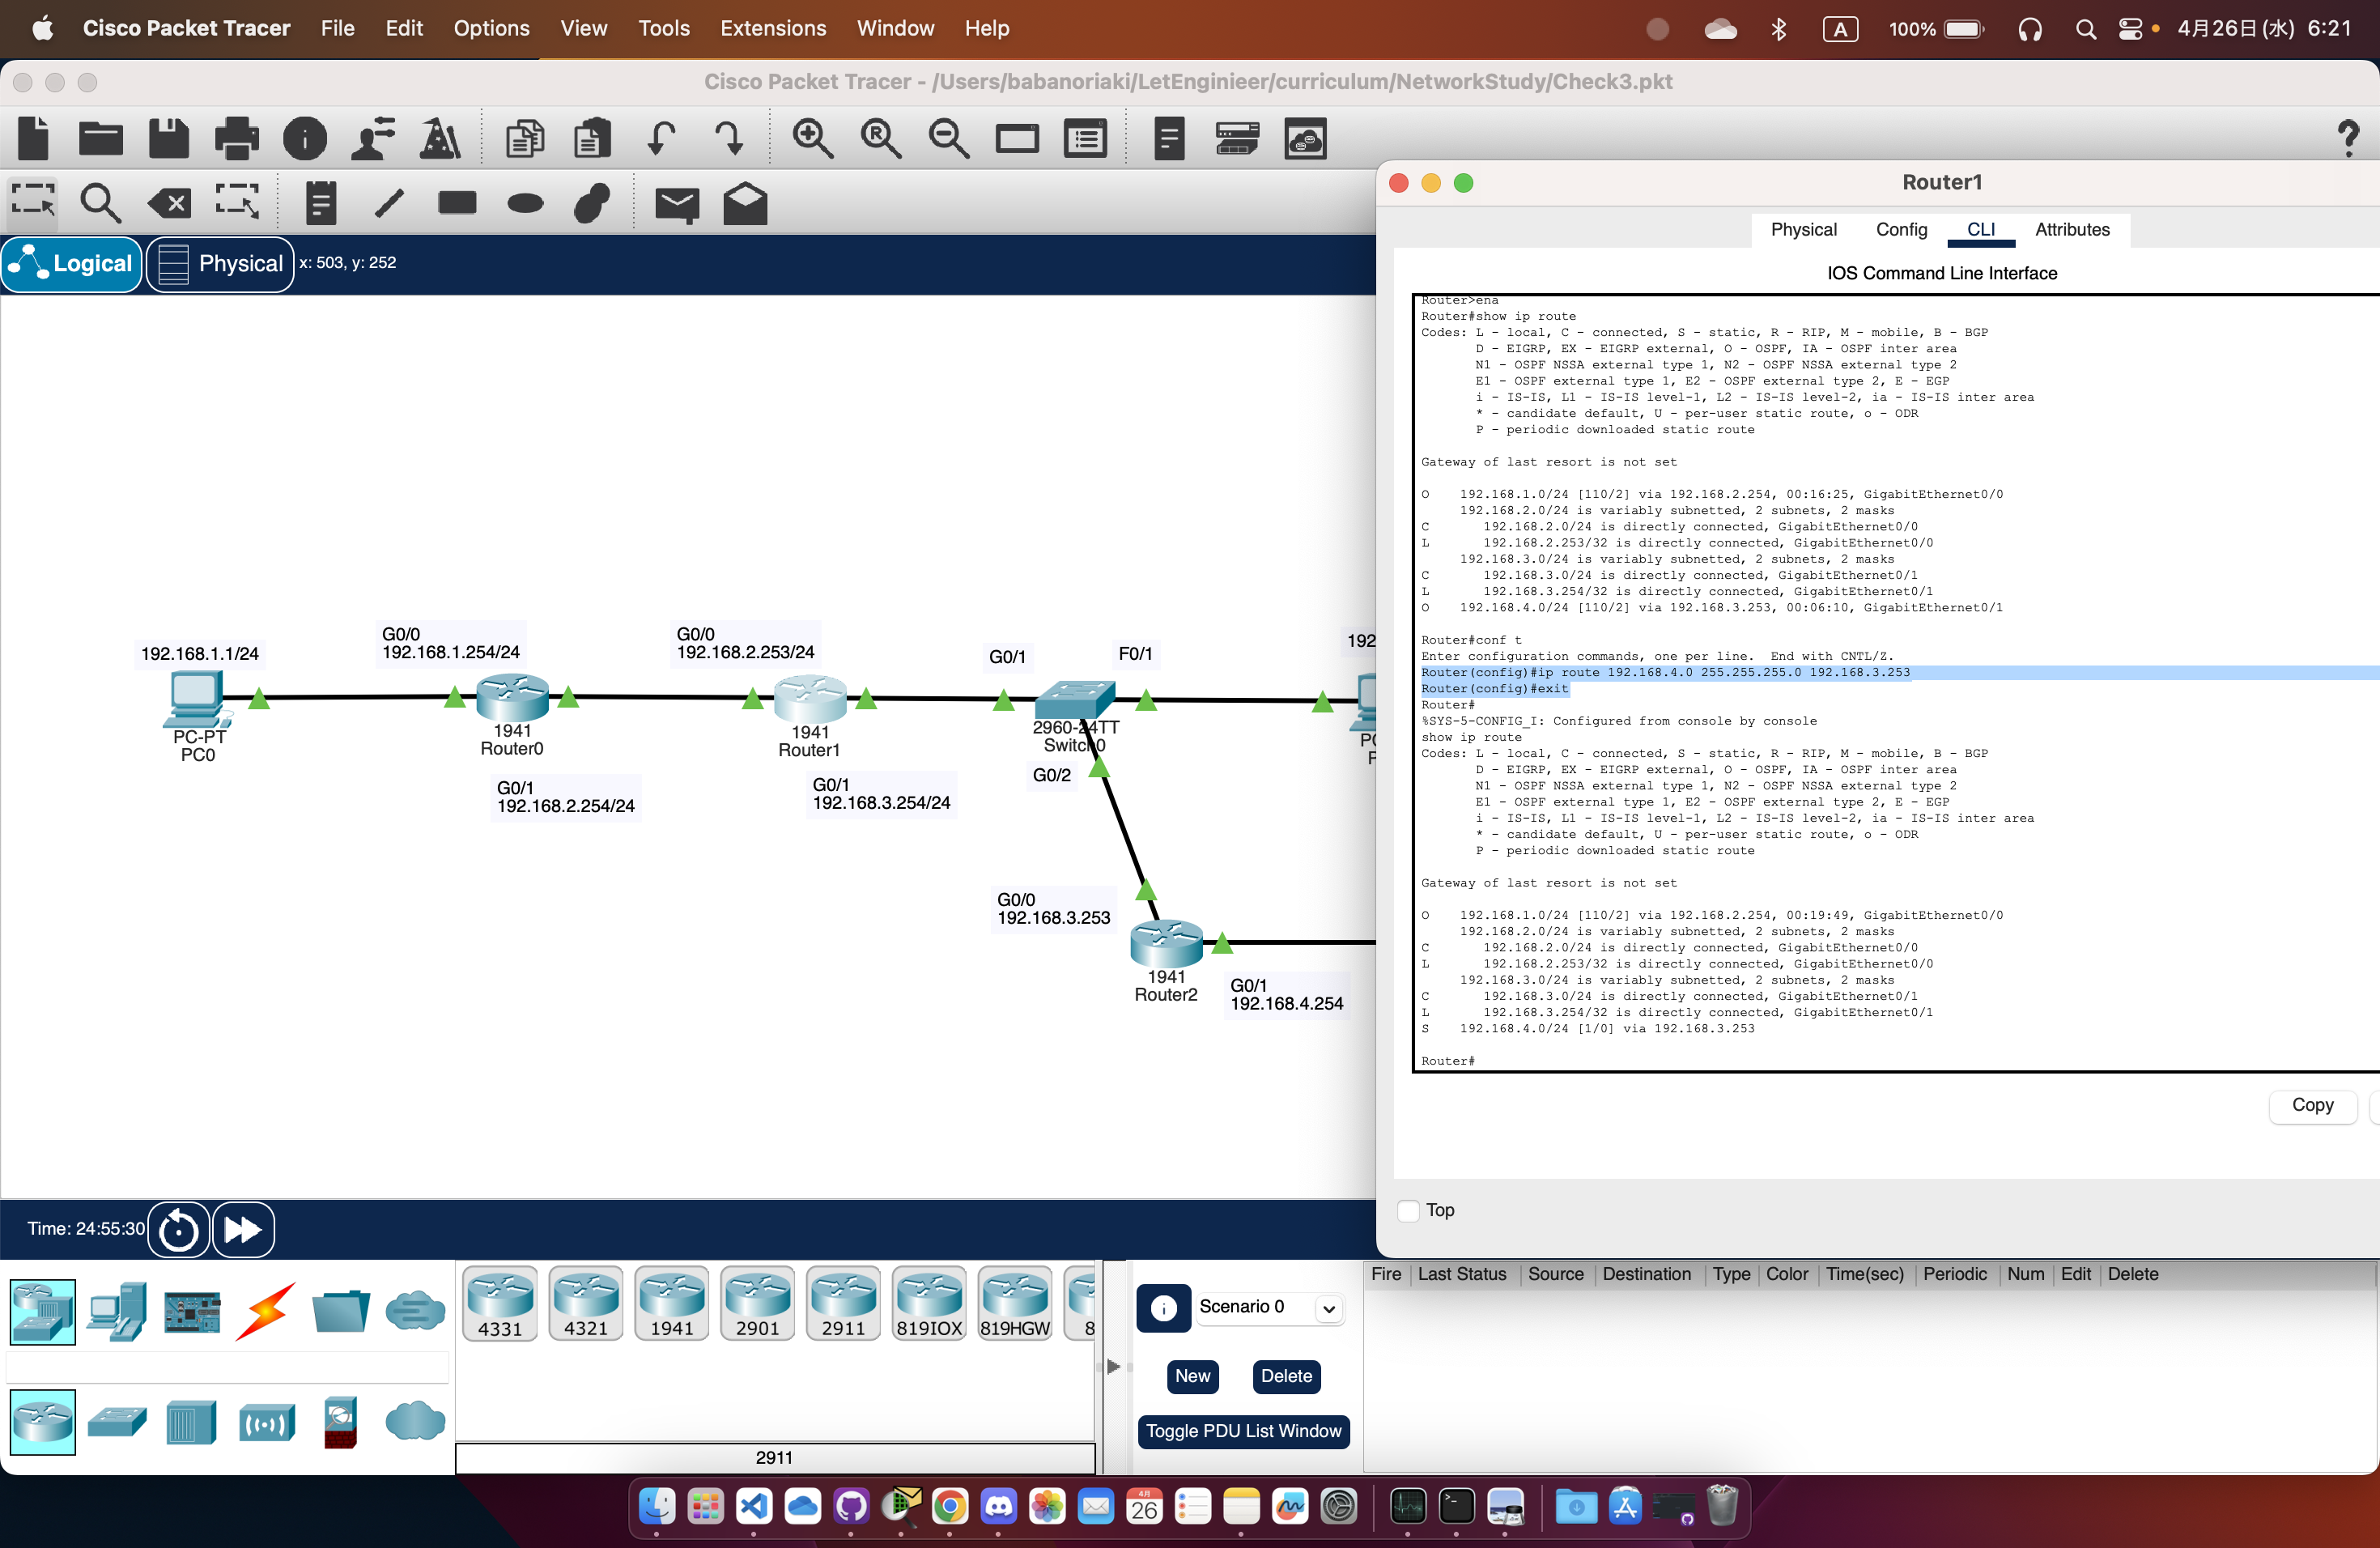 Cisco Packet Tracer File Edit Options View Tools Extensions Window Help
A 100% 4月26日(水) 6:21
Cisco Packet Tracer - /Users/babanoriaki/LetEnginieer/curriculum/NetworkStudy/Check3.pkt
Logical Physical x: 503, y: 252
192.168.1.1/24
PC-PT
PC0
G0/0
192.168.1.254/24
1941
Router0
G0/1
192.168.2.254/24
G0/0
192.168.2.253/24
1941
Router1
G0/1
192.168.3.254/24
G0/1
F0/1
2960-24TT
Switch0
G0/2
192
G0/0
192.168.3.253
1941
Router2
G0/1
192.168.4.254
Router1
Physical Config CLI Attributes
IOS Command Line Interface
Router>ena
Router#show ip route
Codes: L - local, C - connected, S - static, R - RIP, M - mobile, B - BGP
D - EIGRP, EX - EIGRP external, O - OSPF, IA - OSPF inter area
N1 - OSPF NSSA external type 1, N2 - OSPF NSSA external type 2
E1 - OSPF external type 1, E2 - OSPF external type 2, E - EGP
i - IS-IS, L1 - IS-IS level-1, L2 - IS-IS level-2, ia - IS-IS inter area
* - candidate default, U - per-user static route, o - ODR
P - periodic downloaded static route
Gateway of last resort is not set
O 192.168.1.0/24 [110/2] via 192.168.2.254, 00:16:25, GigabitEthernet0/0
192.168.2.0/24 is variably subnetted, 2 subnets, 2 masks
C 192.168.2.0/24 is directly connected, GigabitEthernet0/0
L 192.168.2.253/32 is directly connected, GigabitEthernet0/0
192.168.3.0/24 is variably subnetted, 2 subnets, 2 masks
C 192.168.3.0/24 is directly connected, GigabitEthernet0/1
L 192.168.3.254/32 is directly connected, GigabitEthernet0/1
O 192.168.4.0/24 [110/2] via 192.168.3.253, 00:06:10, GigabitEthernet0/1
Router#conf t
Enter configuration commands, one per line. End with CNTL/Z.
Router(config)#ip route 192.168.4.0 255.255.255.0 192.168.3.253
Router(config)#exit
Router#
%SYS-5-CONFIG_I: Configured from console by console
show ip route
Codes: L - local, C - connected, S - static, R - RIP, M - mobile, B - BGP
D - EIGRP, EX - EIGRP external, O - OSPF, IA - OSPF inter area
N1 - OSPF NSSA external type 1, N2 - OSPF NSSA external type 2
E1 - OSPF external type 1, E2 - OSPF external type 2, E - EGP
i - IS-IS, L1 - IS-IS level-1, L2 - IS-IS level-2, ia - IS-IS inter area
* - candidate default, U - per-user static route, o - ODR
P - periodic downloaded static route
Gateway of last resort is not set
O 192.168.1.0/24 [110/2] via 192.168.2.254, 00:19:49, GigabitEthernet0/0
192.168.2.0/24 is variably subnetted, 2 subnets, 2 masks
C 192.168.2.0/24 is directly connected, GigabitEthernet0/0
L 192.168.2.253/32 is directly connected, GigabitEthernet0/0
192.168.3.0/24 is variably subnetted, 2 subnets, 2 masks
C 192.168.3.0/24 is directly connected, GigabitEthernet0/1
L 192.168.3.254/32 is directly connected, GigabitEthernet0/1
S 192.168.4.0/24 [1/0] via 192.168.3.253
Router#
Copy
Top
Time: 24:55:30
4331 4321 1941 2901 2911 819IOX 819HGW 8
2911
Scenario 0
New Delete
Toggle PDU List Window
Fire Last Status Source Destination Type Color Time(sec) Periodic Num Edit Delete
4月
26